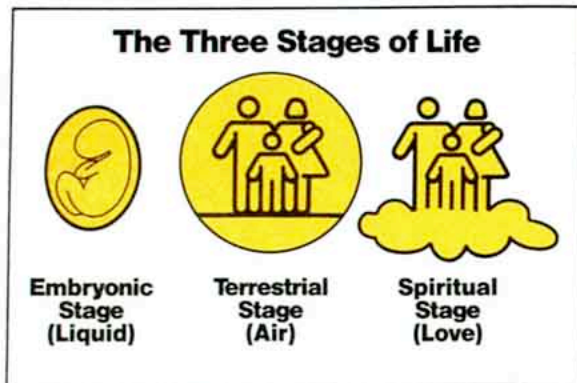 The Three Stages of Life
Embryonic
Stage
(Liquid)
Terrestrial
Stage
(Air)
Spiritual
Stage
(Love)